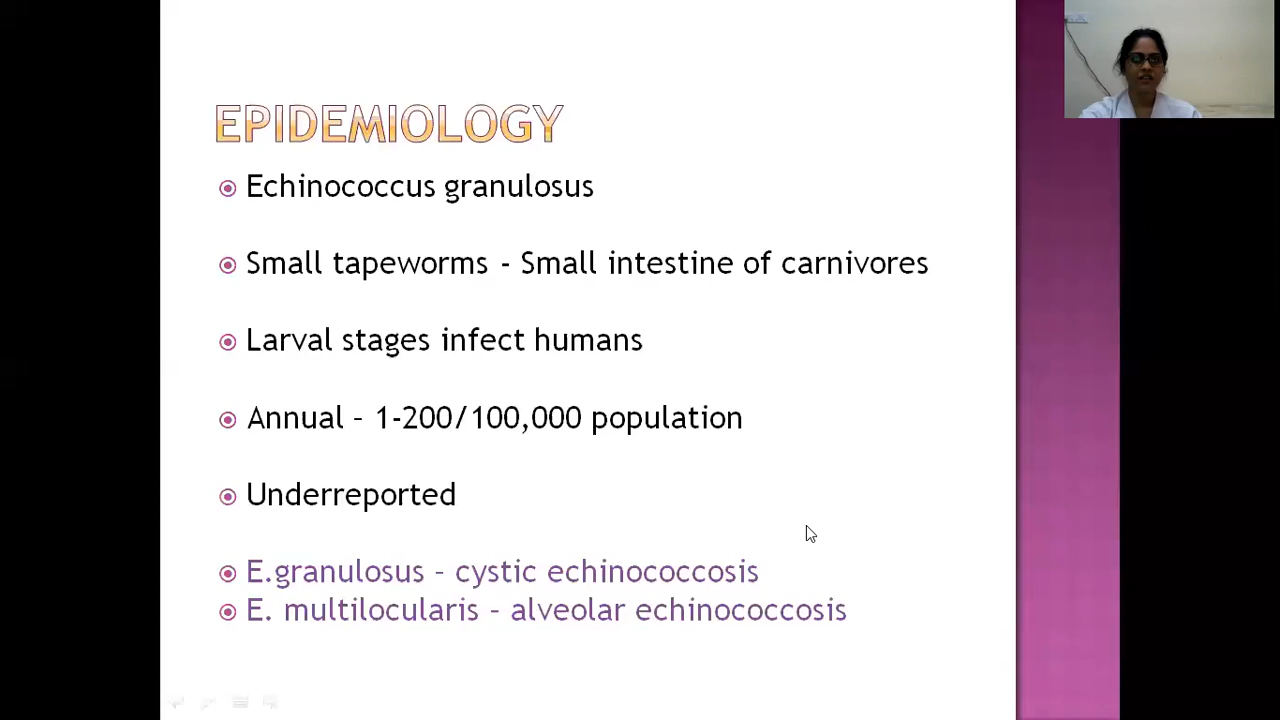 EPIDEMIOLOGY
Echinococcus granulosus
Small tapeworms - Small intestine of carnivores
Larval stages infect humans
Annual – 1-200/100,000 population
Underreported
E.granulosus – cystic echinococcosis
E. multilocularis – alveolar echinococcosis